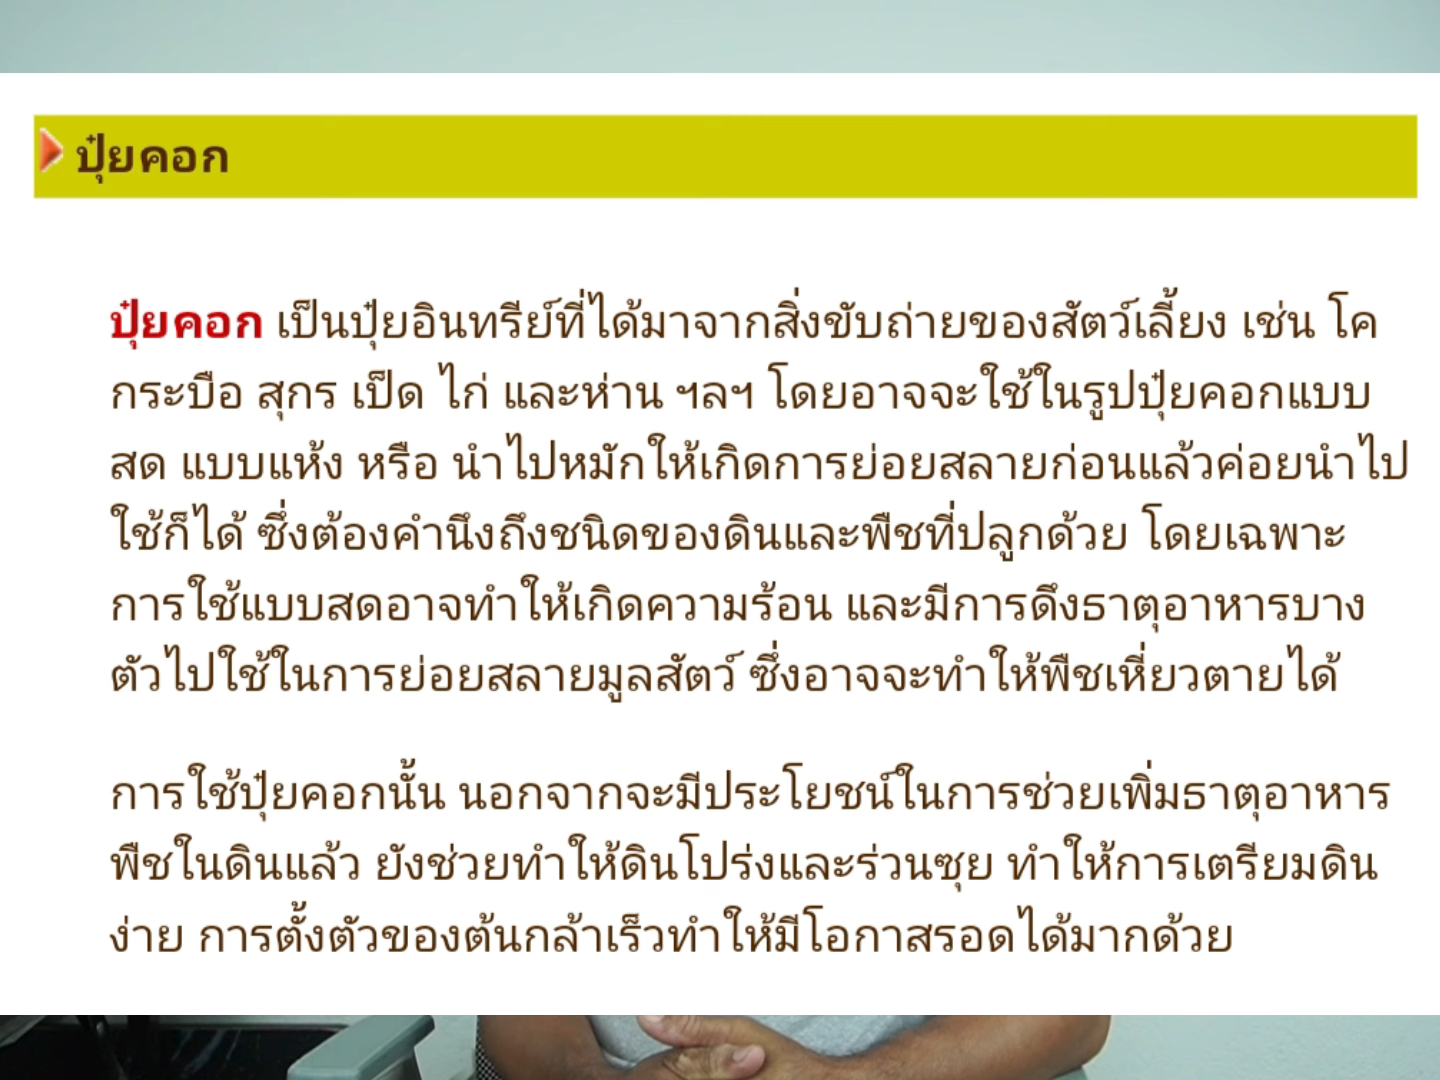 ปุ๋ยคอก
ปุ๋ยคอก เป็นปุ๋ยอินทรีย์ที่ได้มาจากสิ่งขับถ่ายของสัตว์เลี้ยง เช่น โค
กระบือ สุกร เป็ด ไก่ และห่าน ฯลฯ โดยอาจจะใช้ในรูปปุ๋ยคอกแบบ
สด แบบแห้ง หรือ นำไปหมักให้เกิดการย่อยสลายก่อนแล้วค่อยนำไป
ใช้ก็ได้ ซึ่งต้องคำนึงถึงชนิดของดินและพืชที่ปลูกด้วย โดยเฉพาะ
การใช้แบบสดอาจทำให้เกิดความร้อน และมีการดึงธาตุอาหารบาง
ตัวไปใช้ในการย่อยสลายมูลสัตว์ ซึ่งอาจจะทำให้พืชเหี่ยวตายได้
การใช้ปุ๋ยคอกนั้น นอกจากจะมีประโยชน์ในการช่วยเพิ่มธาตุอาหาร
พืชในดินแล้ว ยังช่วยทำให้ดินโปร่งและร่วนซุย ทำให้การเตรียมดิน
ง่าย การตั้งตัวของต้นกล้าเร็วทำให้มีโอกาสรอดได้มากด้วย